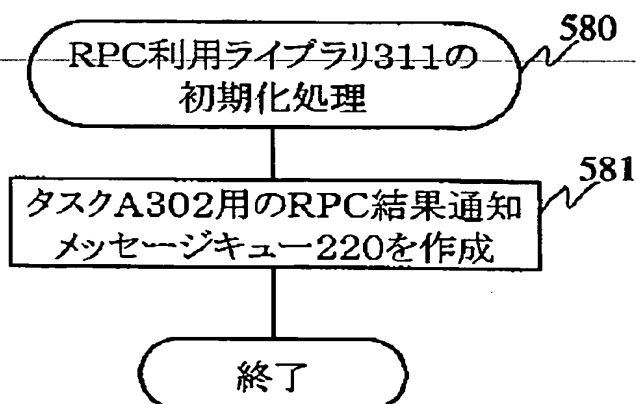 580
RPC利用ライブラリ311の
初期化処理
581
タスクA302用のRPC結果通知
メッセージキュー220を作成
終了